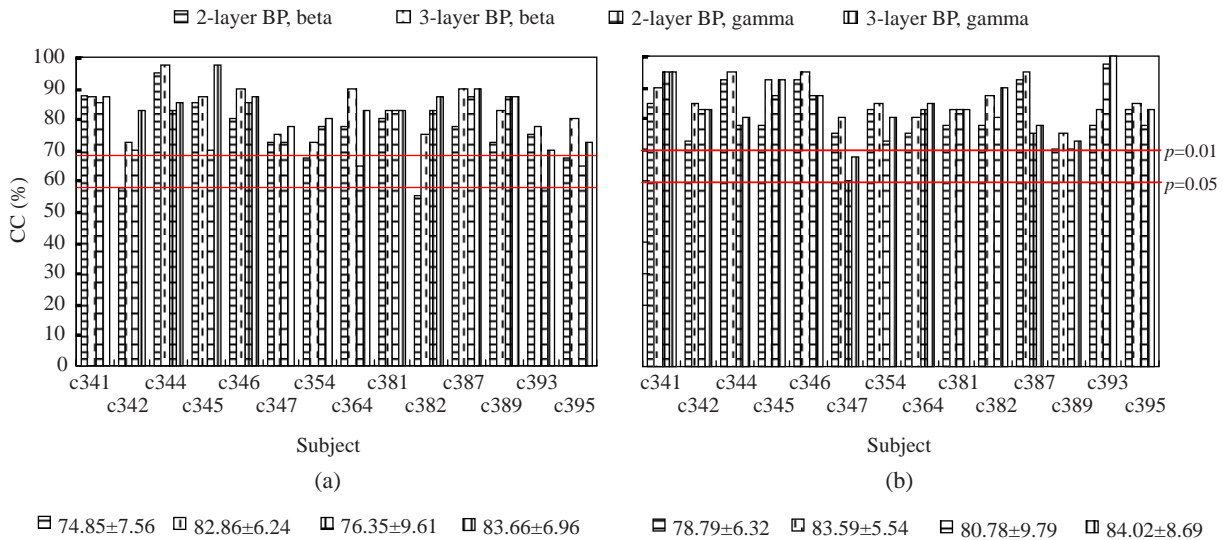 2-layer BP, beta 3-layer BP, beta 2-layer BP, gamma 3-layer BP, gamma
100
90
80
70
60
50
40
30
20
10
0
CC (%)
c341 c344 c346 c354 c381 c387 c393
c342 c345 c347 c364 c382 c389 c395
Subject
(a)
p=0.01
p=0.05
c341 c344 c346 c354 c381 c387 c393
c342 c345 c347 c364 c382 c389 c395
Subject
(b)
74.85±7.56 82.86±6.24 76.35±9.61 83.66±6.96
78.79±6.32 83.59±5.54 80.78±9.79 84.02±8.69